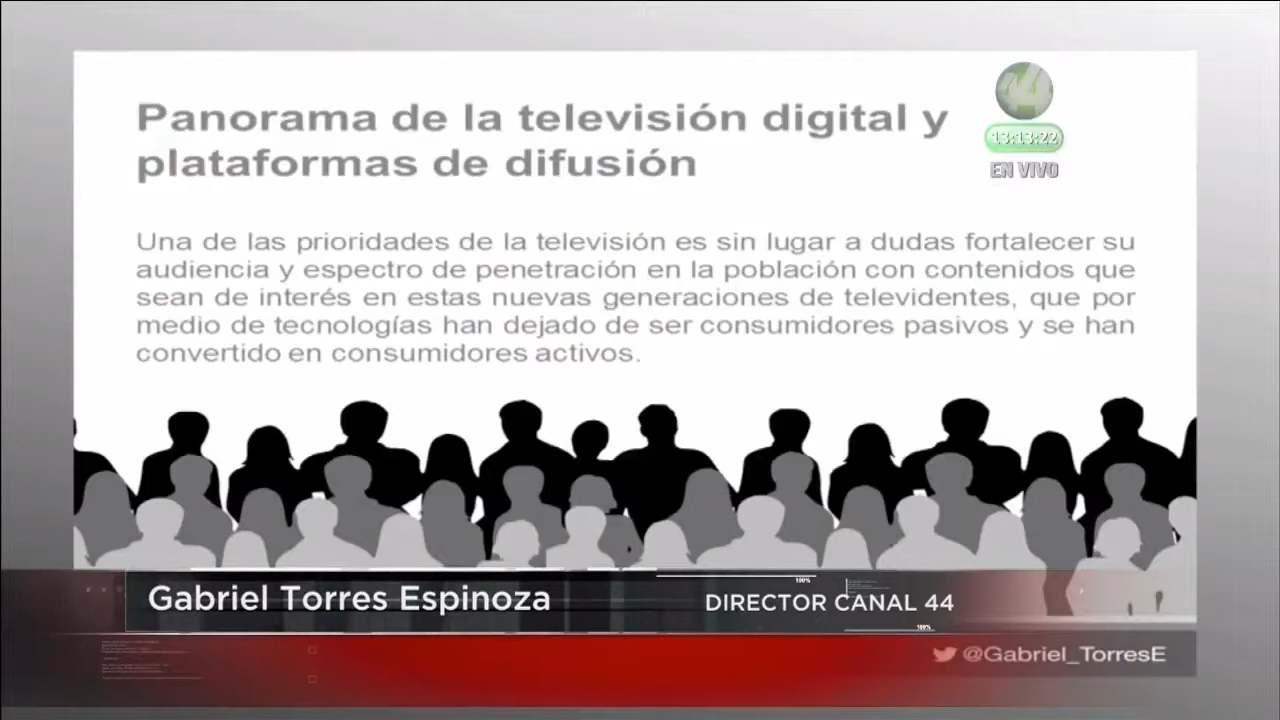 Panorama de la televisión digital y
plataformas de difusión
13:13:22
EN VIVO
Una de las prioridades de la televisión es sin lugar a dudas fortalecer su
audiencia y espectro de penetración en la población con contenidos que
sean de interés en estas nuevas generaciones de televidentes, que por
medio de tecnologías han dejado de ser consumidores pasivos y se han
convertido en consumidores activos.
100%
Gabriel Torres Espinoza
DIRECTOR CANAL 44
100%
@Gabriel_TorresE